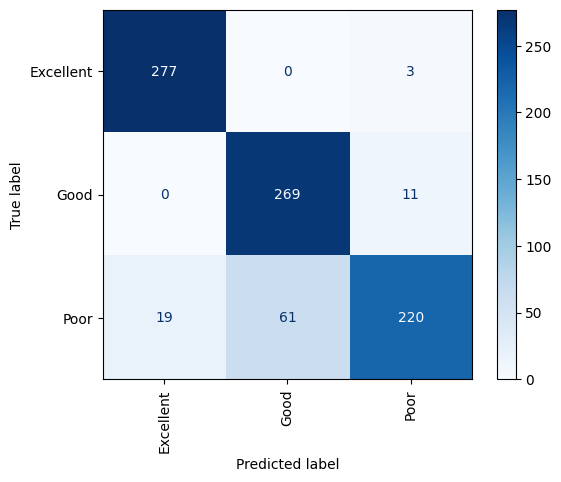 Excellent 277 0 3
Good 0 269 11
Poor 19 61 220
Excellent Good Poor
Predicted label
True label
250
200
150
100
50
0